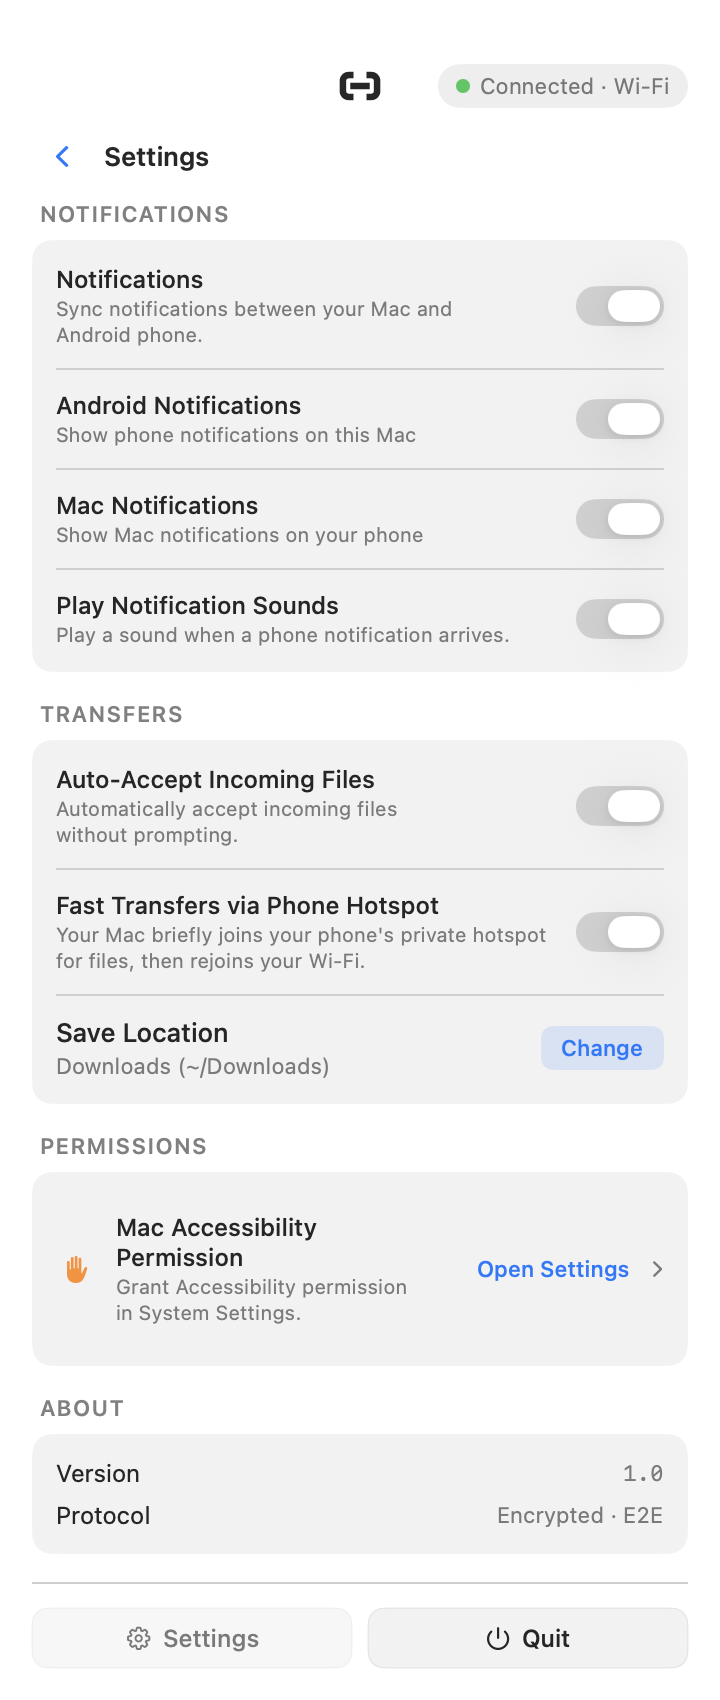 Connected · Wi-Fi
Settings
NOTIFICATIONS
Notifications
Sync notifications between your Mac and
Android phone.
Android Notifications
Show phone notifications on this Mac
Mac Notifications
Show Mac notifications on your phone
Play Notification Sounds
Play a sound when a phone notification arrives.
TRANSFERS
Auto-Accept Incoming Files
Automatically accept incoming files
without prompting.
Fast Transfers via Phone Hotspot
Your Mac briefly joins your phone's private hotspot
for files, then rejoins your Wi-Fi.
Save Location
Downloads (~/Downloads)
Change
PERMISSIONS
Mac Accessibility
Permission
Grant Accessibility permission
in System Settings.
Open Settings
ABOUT
Version 1.0
Protocol Encrypted · E2E
Settings
Quit